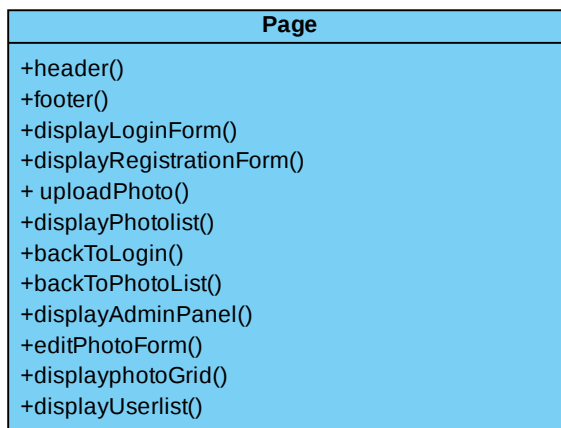 Page
+header()
+footer()
+displayLoginForm()
+displayRegistrationForm()
+ uploadPhoto()
+displayPhotolist()
+backToLogin()
+backToPhotoList()
+displayAdminPanel()
+editPhotoForm()
+displayphotoGrid()
+displayUserlist()